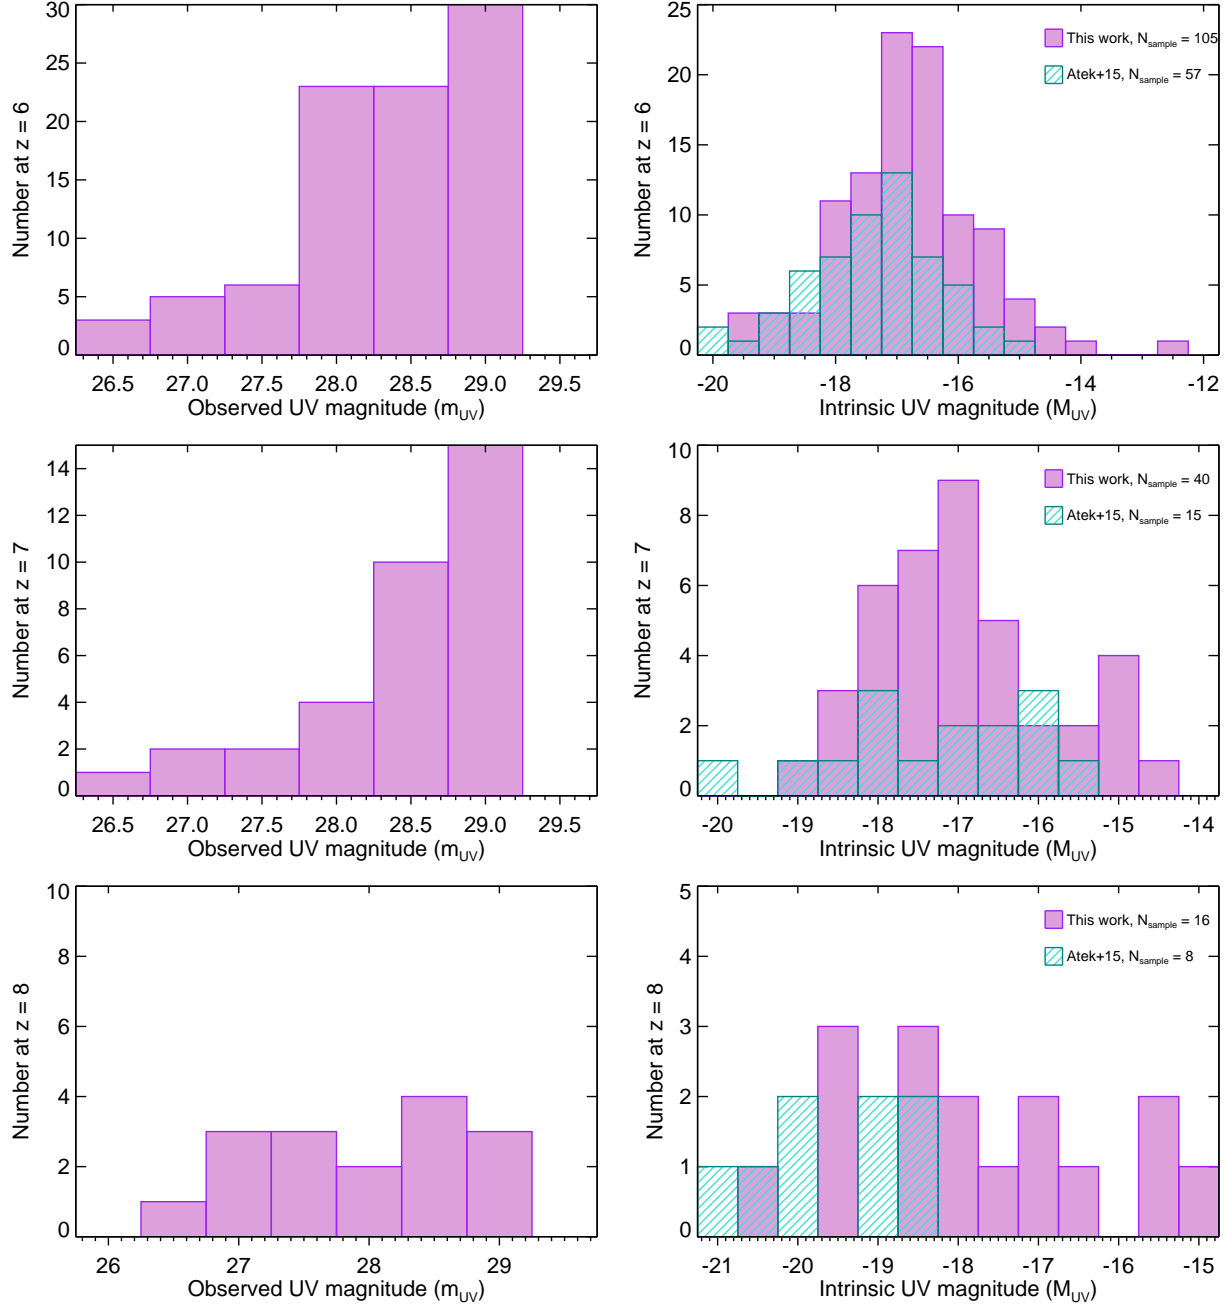 30
25
20
15
10
5
0
Number at z = 6
26.5 27.0 27.5 28.0 28.5 29.0 29.5
Observed UV magnitude (mUV)
25
20
15
10
5
0
Number at z = 6
This work, Nsample = 105
Atek+15, Nsample = 57
-20 -18 -16 -14 -12
Intrinsic UV magnitude (MUV)
14
12
10
8
6
4
2
0
Number at z = 7
26.5 27.0 27.5 28.0 28.5 29.0 29.5
Observed UV magnitude (mUV)
10
8
6
4
2
0
Number at z = 7
This work, Nsample = 40
Atek+15, Nsample = 15
-20 -19 -18 -17 -16 -15 -14
Intrinsic UV magnitude (MUV)
10
8
6
4
2
0
Number at z = 8
26 27 28 29
Observed UV magnitude (mUV)
5
4
3
2
1
0
Number at z = 8
This work, Nsample = 16
Atek+15, Nsample = 8
-21 -20 -19 -18 -17 -16 -15
Intrinsic UV magnitude (MUV)